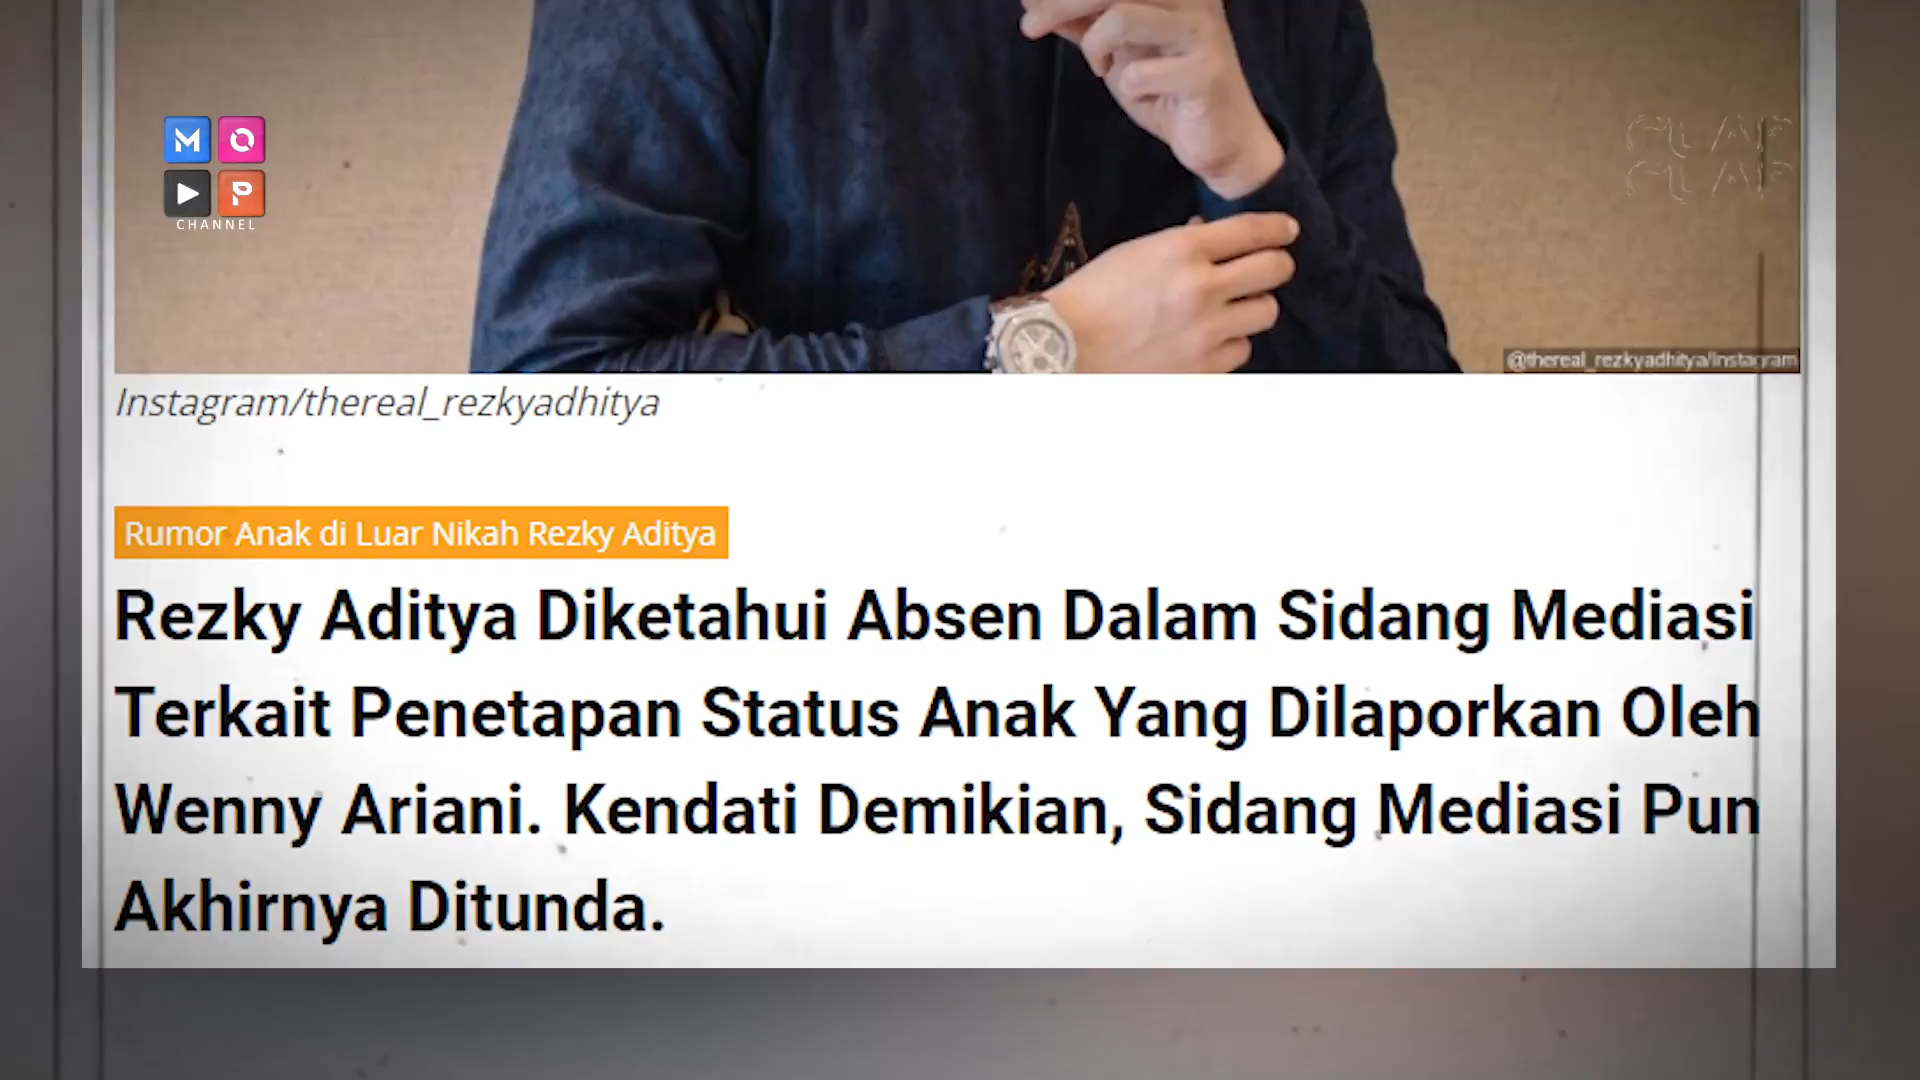 M O
P
CHANNEL
@thereal_rezkyadhitya/Instagram
Instagram/thereal_rezkyadhitya
Rumor Anak di Luar Nikah Rezky Aditya
Rezky Aditya Diketahui Absen Dalam Sidang Mediasi
Terkait Penetapan Status Anak Yang Dilaporkan Oleh
Wenny Ariani. Kendati Demikian, Sidang Mediasi Pun
Akhirnya Ditunda.